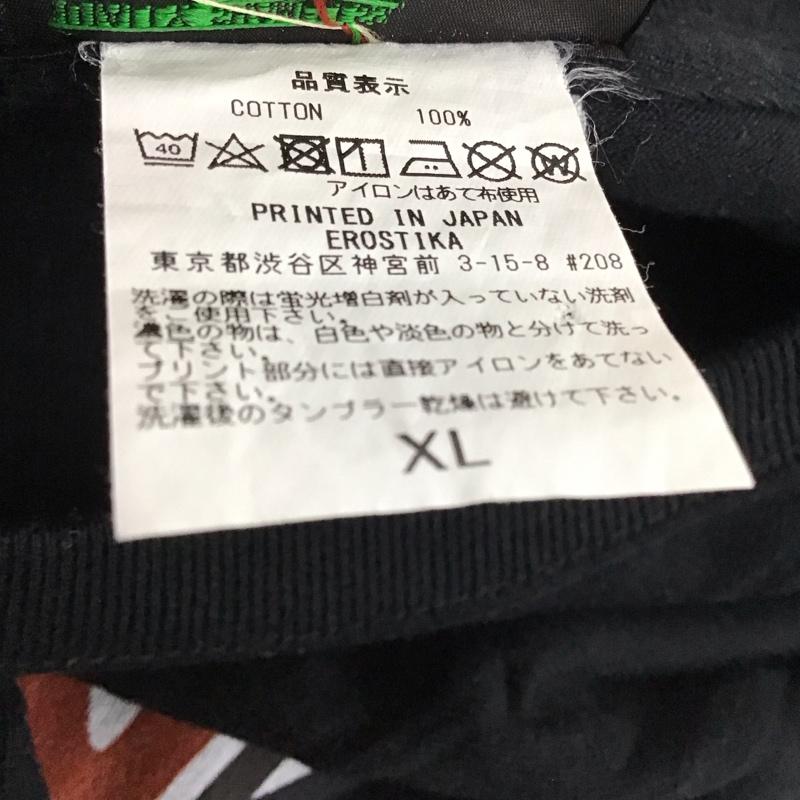 品質表示
COTTON 100%
40
W
アイロンはあて布使用
PRINTED IN JAPAN
EROSTIKA
東京都渋谷区神宮前 3-15-8 #208
洗濯の際は蛍光増白剤が入っていない洗剤
をご使用下さい。
濃色の物は、白色や淡色の物と分けて洗っ
て下さい。
プリント部分には直接アイロンをあてない
で下さい。
洗濯後のタンブラー乾燥は避けて下さい。
XL